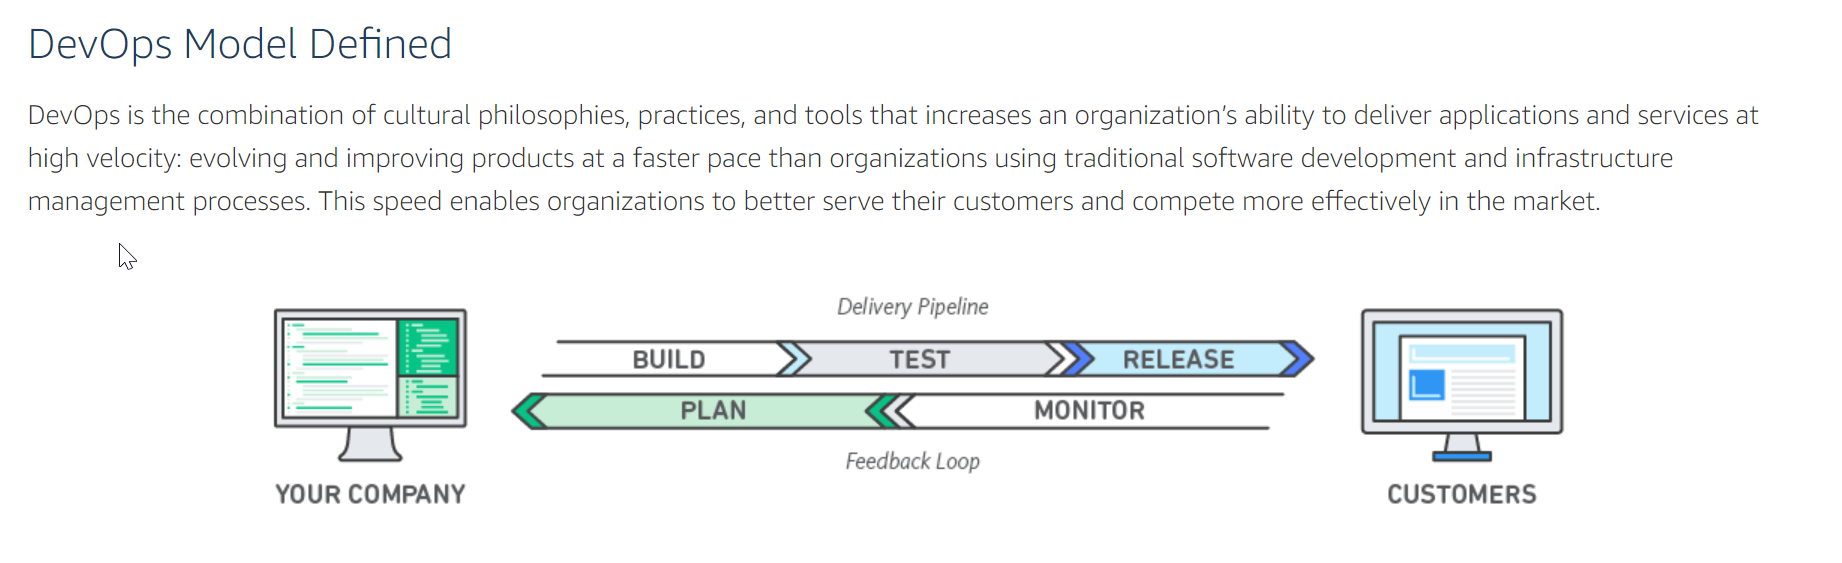 DevOps Model Defined
DevOps is the combination of cultural philosophies, practices, and tools that increases an organization’s ability to deliver applications and services at
high velocity: evolving and improving products at a faster pace than organizations using traditional software development and infrastructure
management processes. This speed enables organizations to better serve their customers and compete more effectively in the market.
Delivery Pipeline
BUILD TEST RELEASE
PLAN MONITOR
Feedback Loop
YOUR COMPANY CUSTOMERS